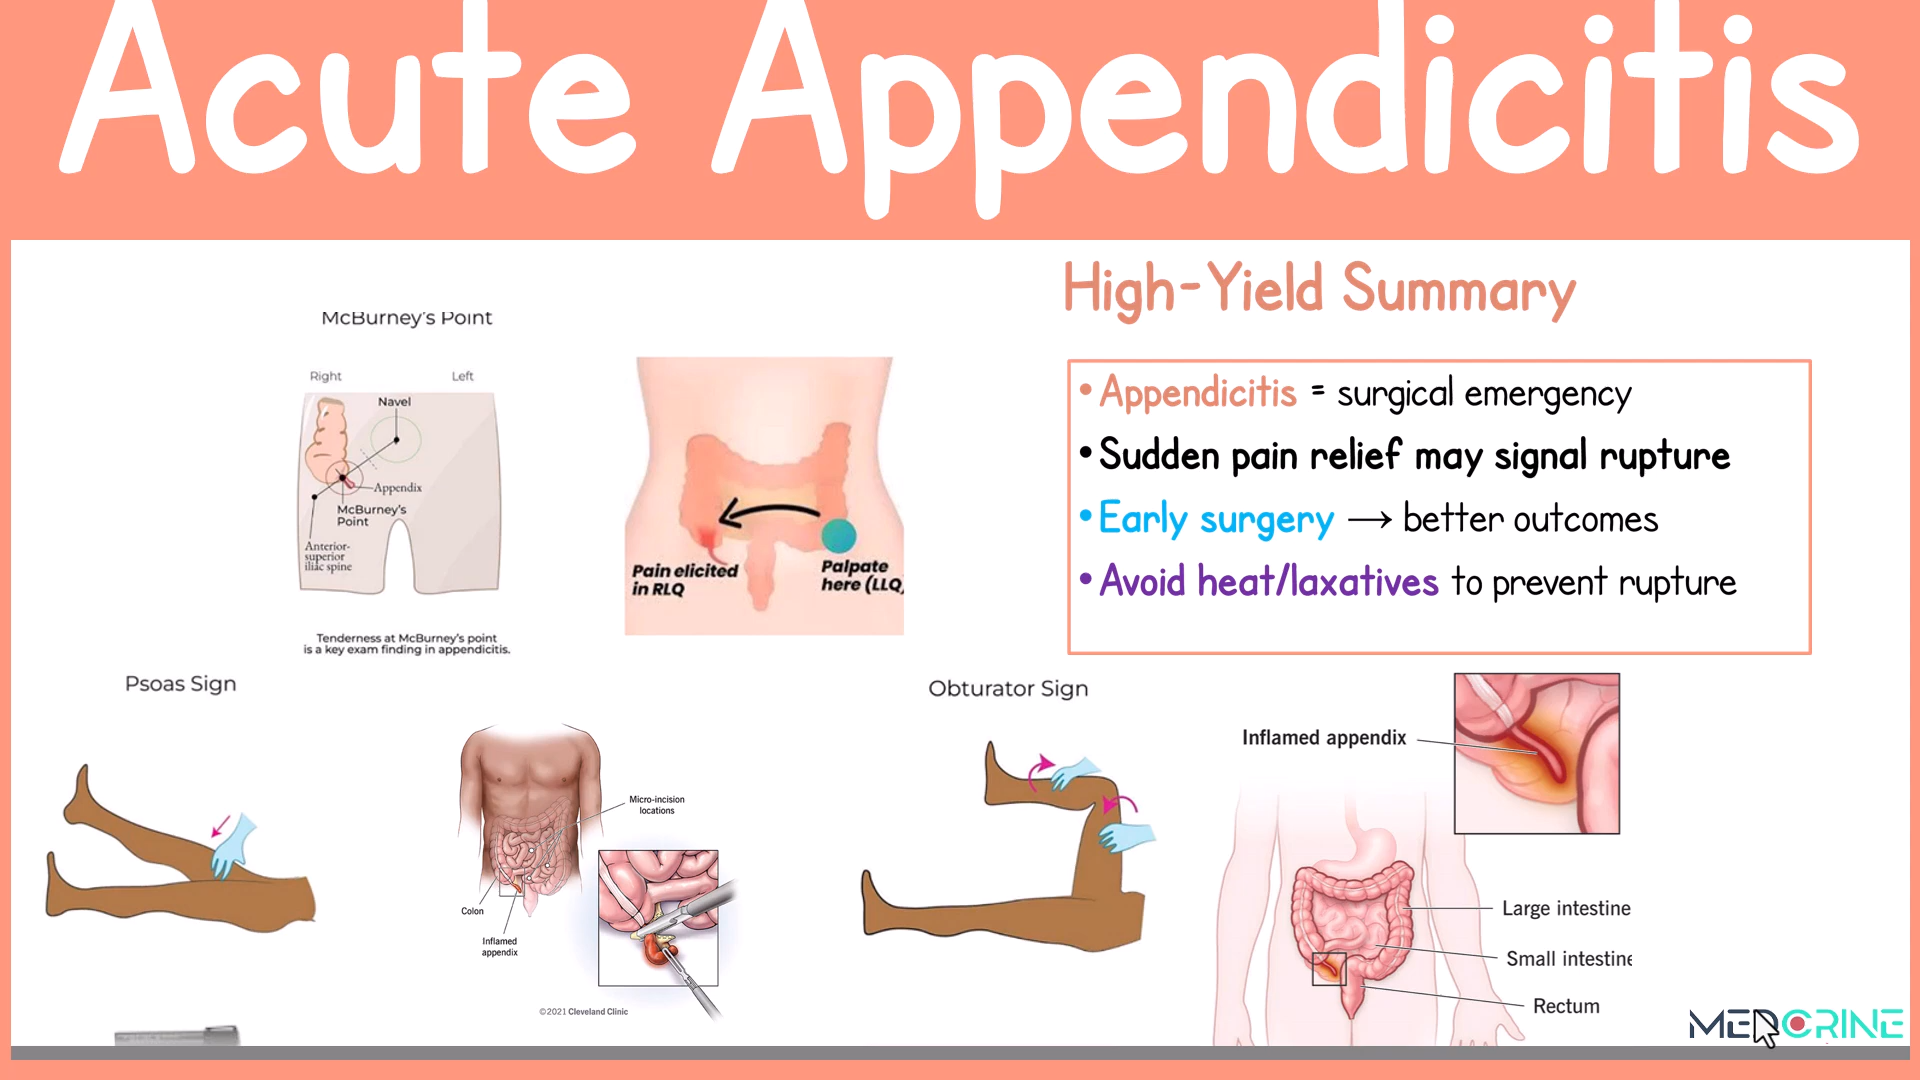 Acute Appendicitis
High-Yield Summary
• Appendicitis = surgical emergency
• Sudden pain relief may signal rupture
• Early surgery → better outcomes
• Avoid heat/laxatives to prevent rupture
McBurney's Point
Right
Left
Navel
Appendix
McBurney's
Point
Anterior-
superior
iliac spine
Tenderness at McBurney's point
is a key exam finding in appendicitis.
Pain elicited
in RLQ
Palpate
here (LLQ)
Psoas Sign
Micro-incision
locations
Colon
Inflamed
appendix
©2021 Cleveland Clinic
Obturator Sign
Inflamed appendix
Large intestine
Small intestine
Rectum
MEDCRINE